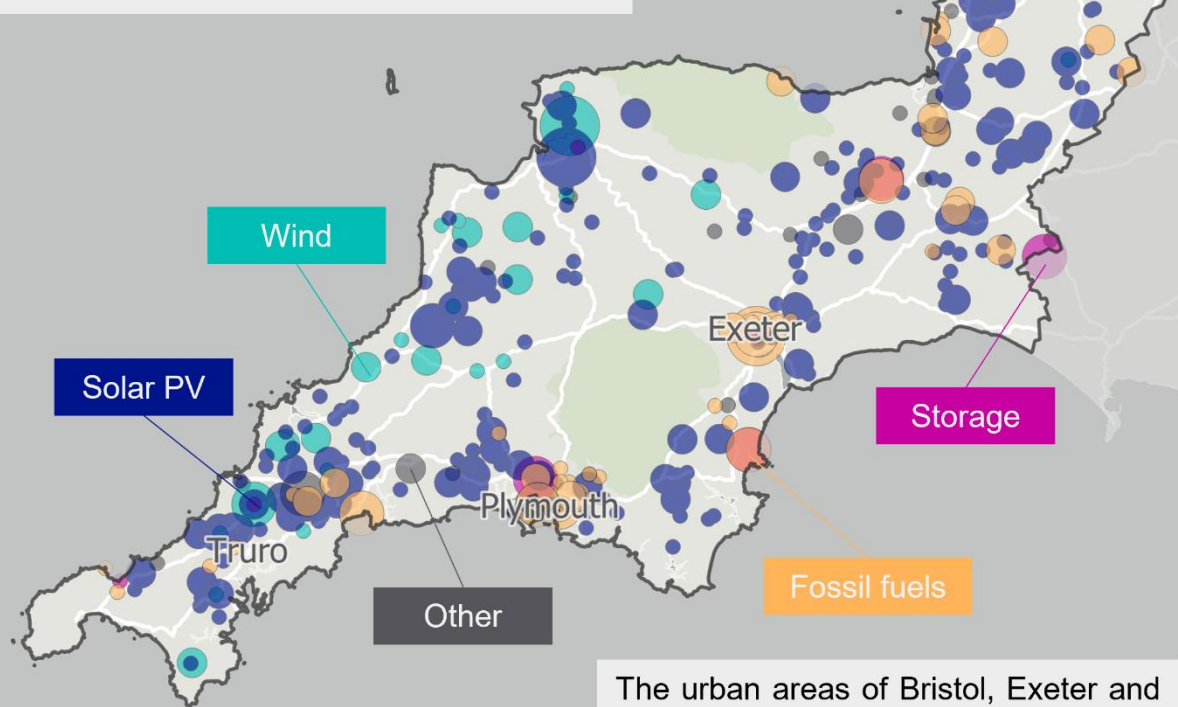 Wind
Exeter
Solar PV
Storage
Plymouth
Truro
Fossil fuels
Other
The urban areas of Bristol, Exeter and